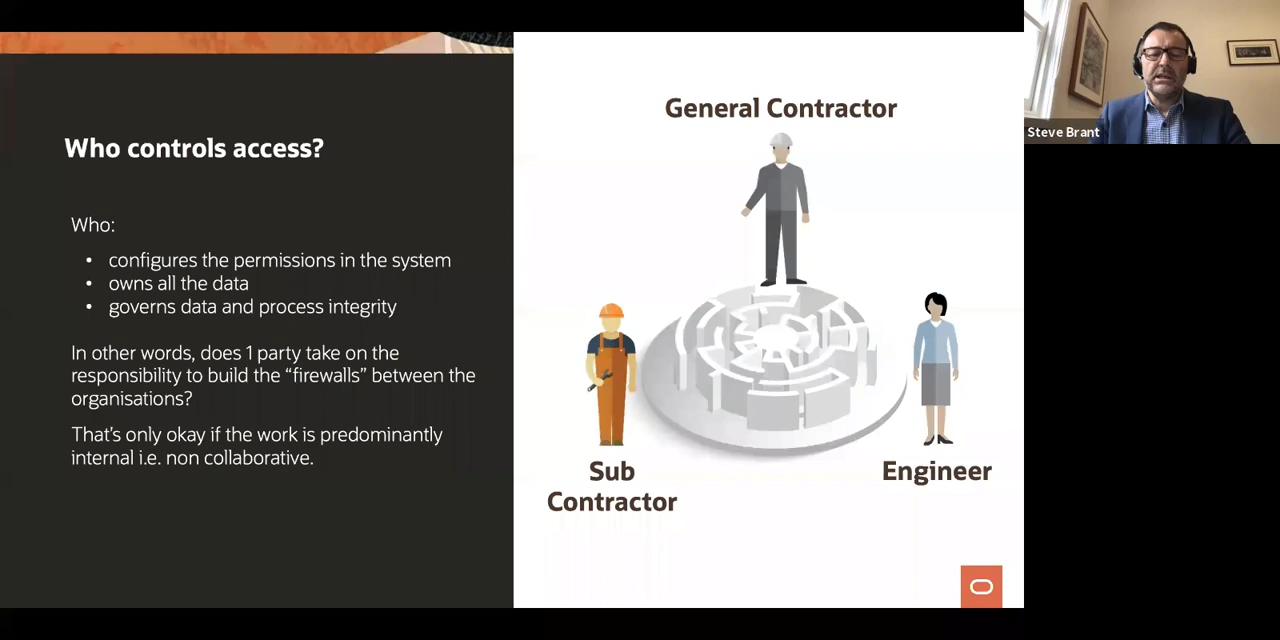 Who controls access?
Who:
• configures the permissions in the system
• owns all the data
• governs data and process integrity
In other words, does 1 party take on the
responsibility to build the “firewalls” between the
organisations?
That's only okay if the work is predominantly
internal i.e. non collaborative.
General Contractor
Sub
Contractor
Engineer
Steve Brant